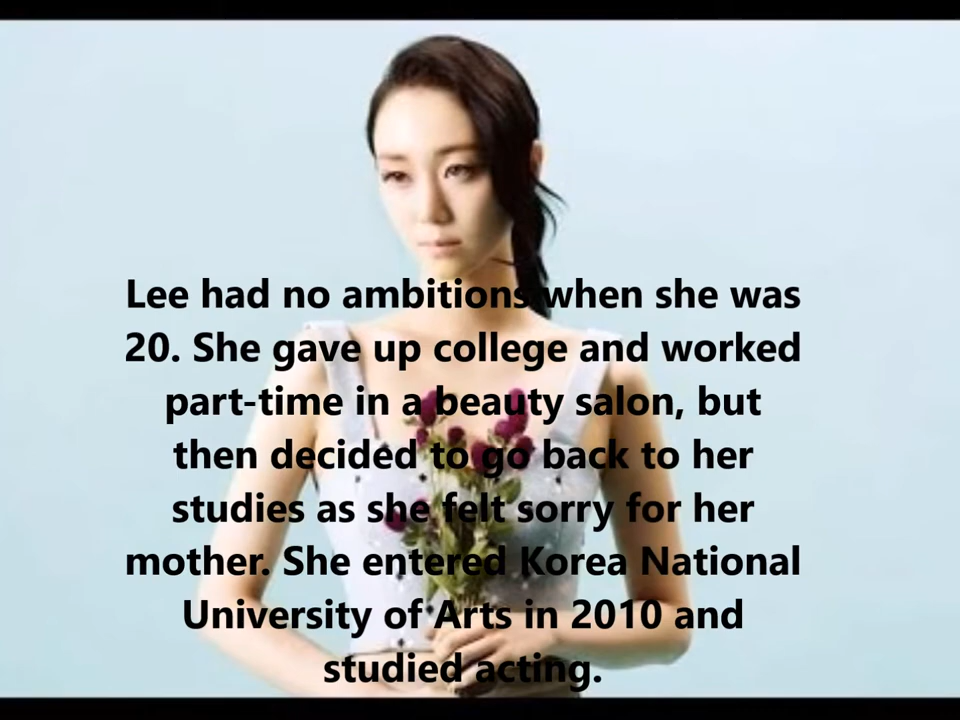 Lee had no ambitions when she was
20. She gave up college and worked
part-time in a beauty salon, but
then decided to go back to her
studies as she felt sorry for her
mother. She entered Korea National
University of Arts in 2010 and
studied acting.